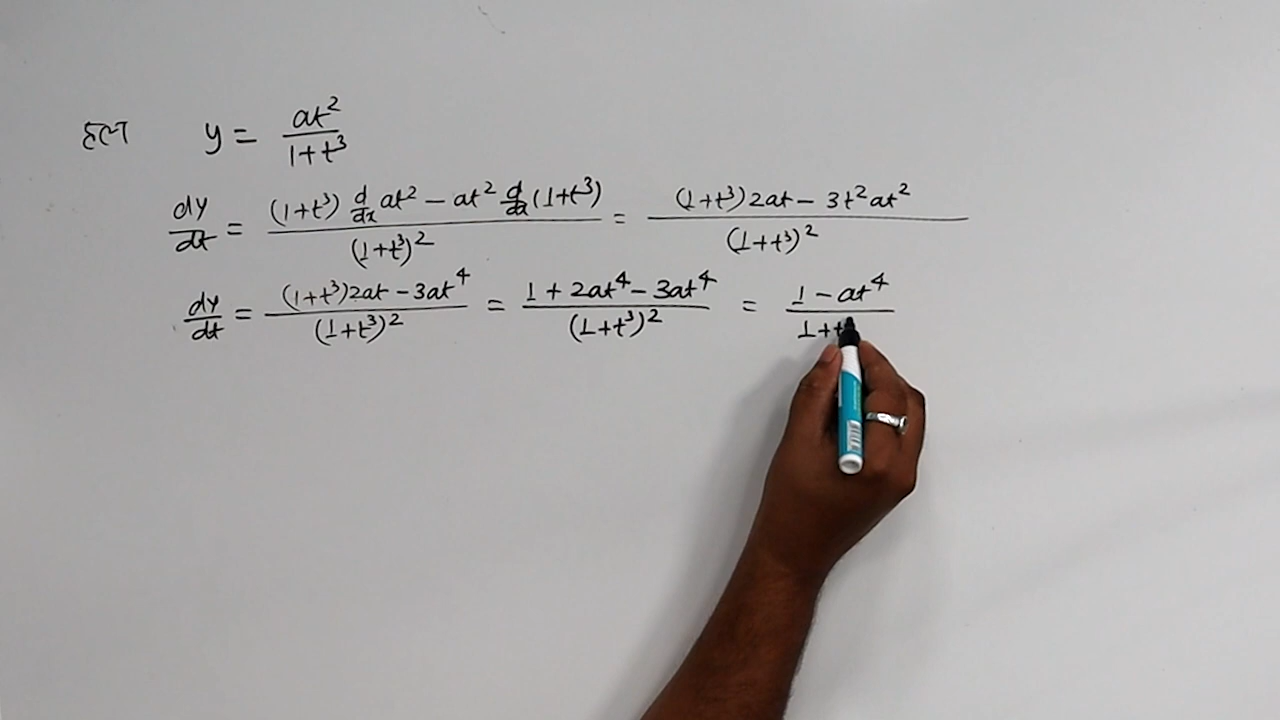 हल y = at²/(1+t³)
dy/dt = ((1+t³) d/dx at² − at² d/dx (1+t³))/(1+t³)² = ((1+t³)2at − 3t²at²)/(1+t³)²
dy/dt = ((1+t³)2at − 3at⁴)/(1+t³)² = (1 + 2at⁴ − 3at⁴)/(1+t³)² = (1 − at⁴)/(1+t